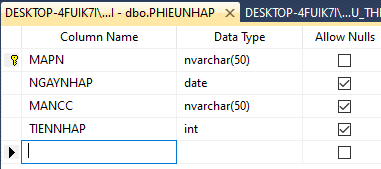 DESKTOP-4FUIK7I\...I - dbo.PHIEUNHAP DESKTOP-4FUIK7I\...U_TH
Column Name Data Type Allow Nulls
MAPN nvarchar(50)
NGAYNHAP date
MANCC nvarchar(50)
TIENNHAP int